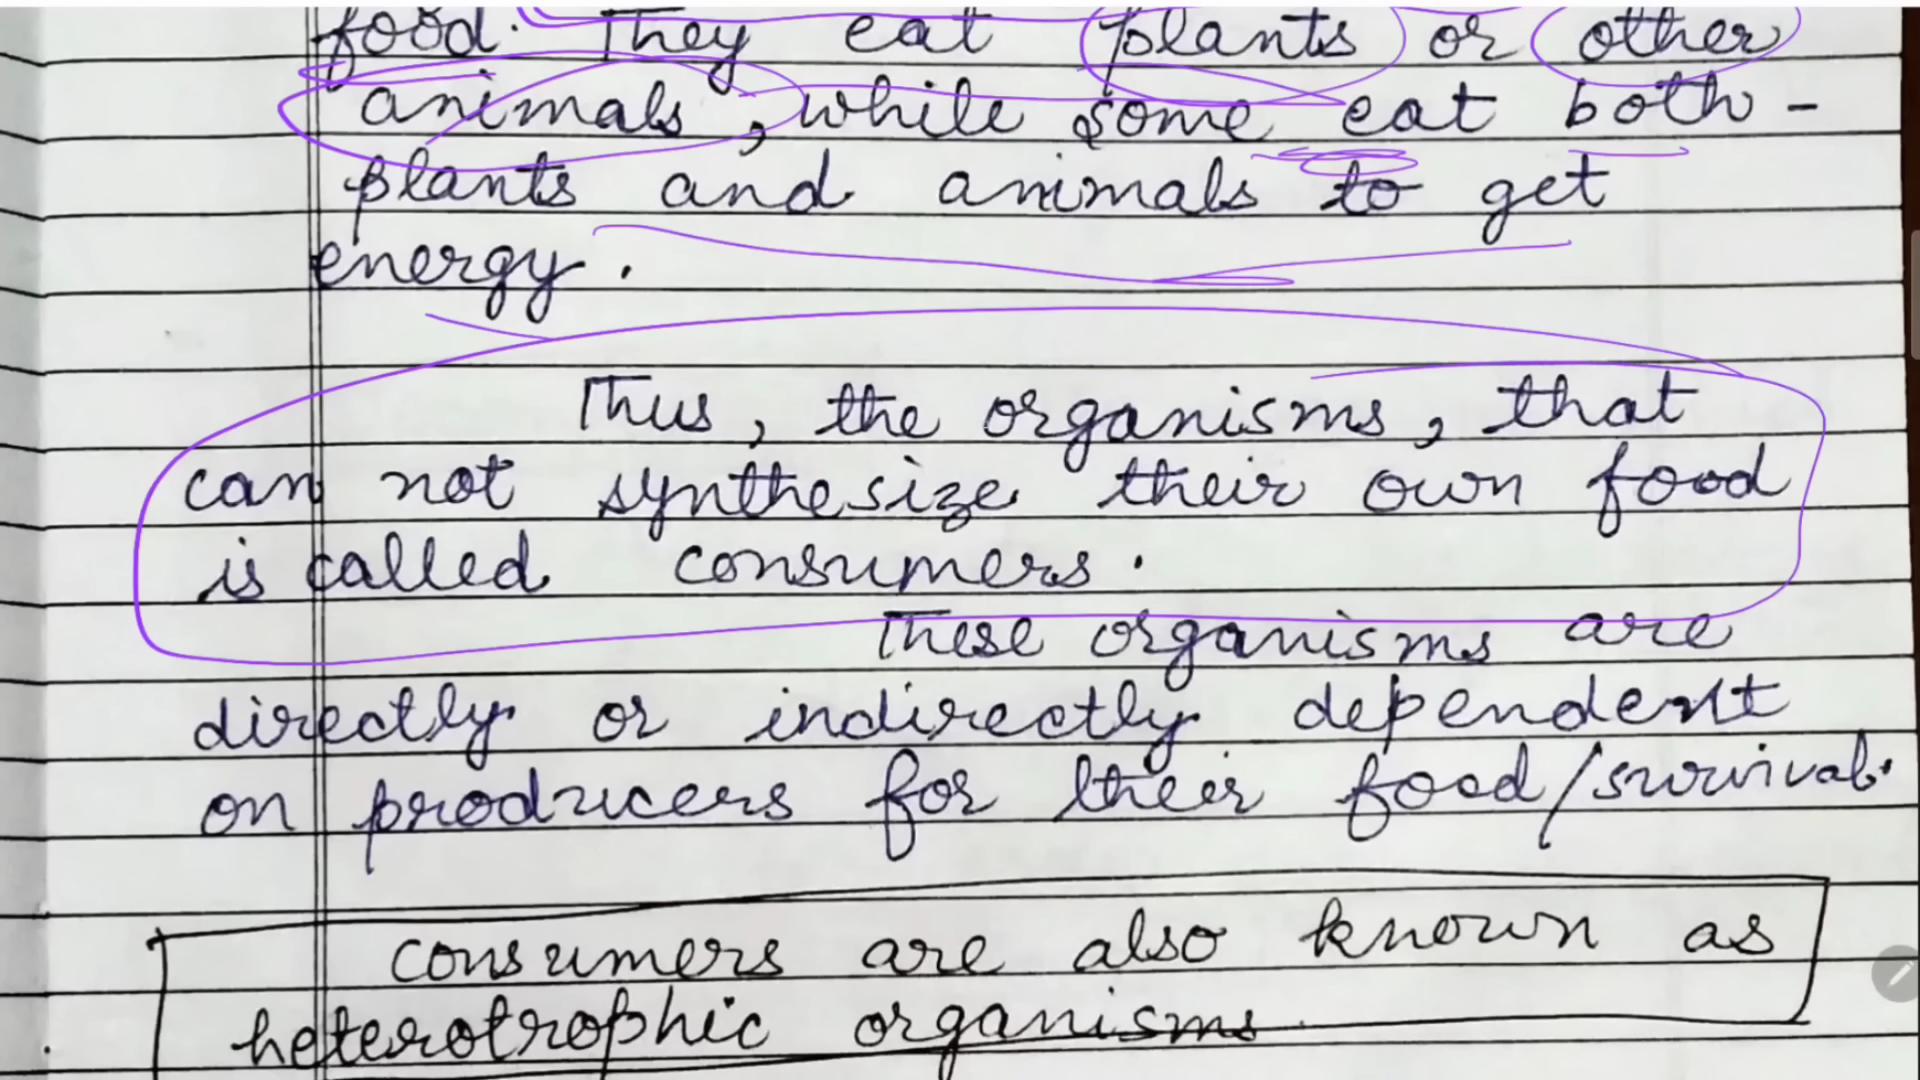 food. They eat plants or other
animals, while some eat both -
plants and animals to get
energy.
Thus, the organisms, that
can not synthesize their own food
is called consumers.
These organisms are
directly or indirectly dependent
on producers for their food/survival.
consumers are also known as
heterotrophic organisms.